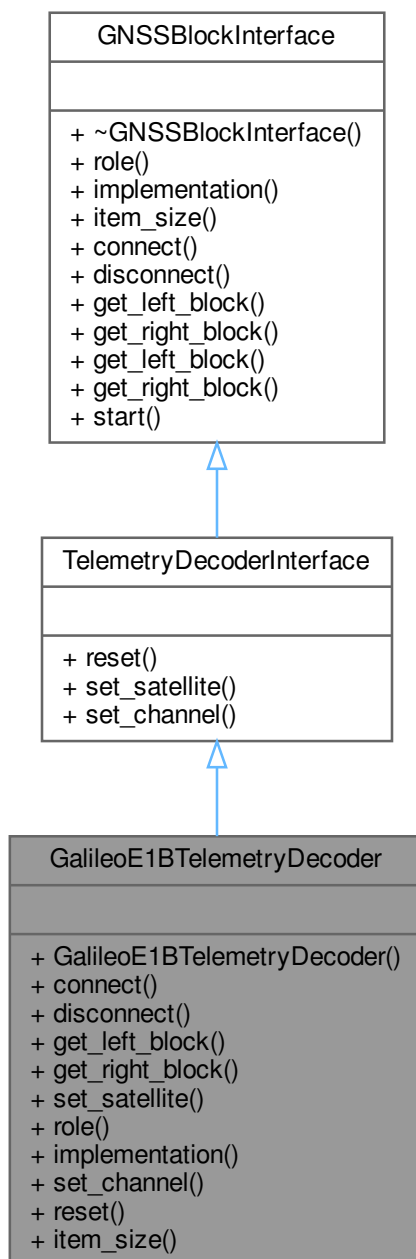 GNSSBlockInterface
+ ~GNSSBlockInterface()
+ role()
+ implementation()
+ item_size()
+ connect()
+ disconnect()
+ get_left_block()
+ get_right_block()
+ get_left_block()
+ get_right_block()
+ start()
TelemetryDecoderInterface
+ reset()
+ set_satellite()
+ set_channel()
GalileoE1BTelemetryDecoder
+ GalileoE1BTelemetryDecoder()
+ connect()
+ disconnect()
+ get_left_block()
+ get_right_block()
+ set_satellite()
+ role()
+ implementation()
+ set_channel()
+ reset()
+ item_size()